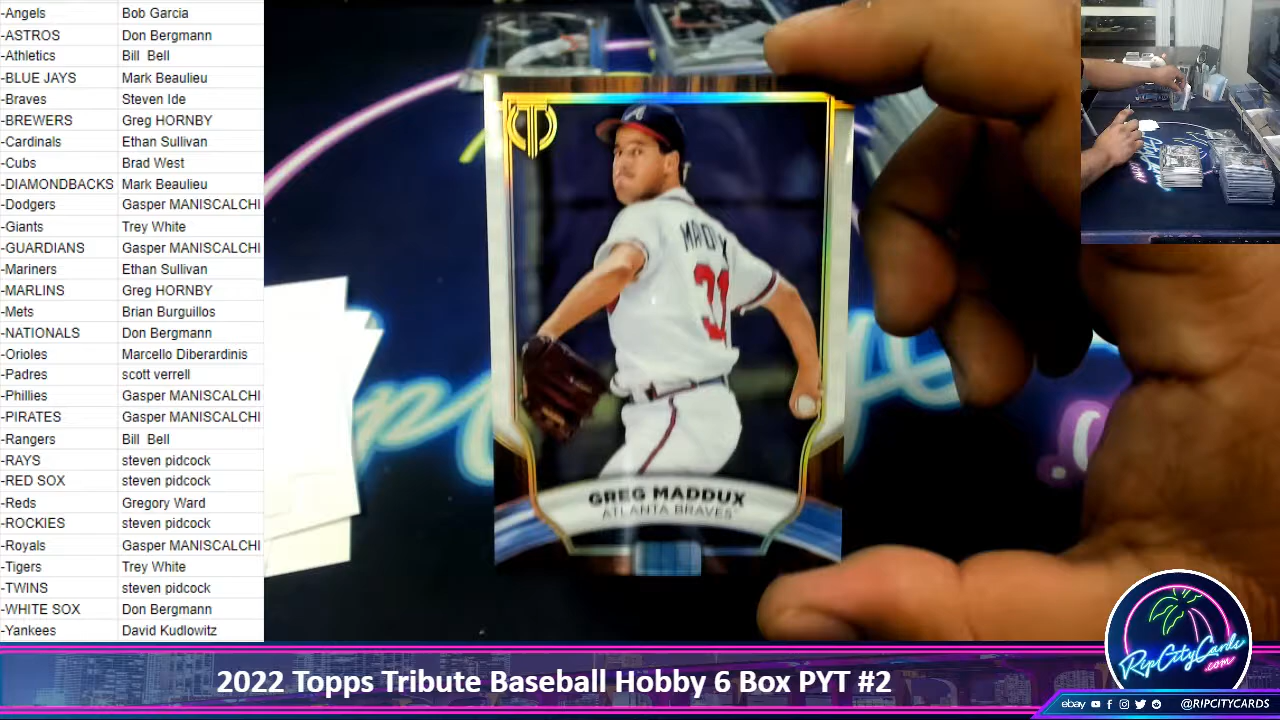 -Angels Bob Garcia
-ASTROS Don Bergmann
-Athletics Bill Bell
-BLUE JAYS Mark Beaulieu
-Braves Steven Ide
-BREWERS Greg HORNBY
-Cardinals Ethan Sullivan
-Cubs Brad West
-DIAMONDBACKS Mark Beaulieu
-Dodgers Gasper MANISCALCHI
-Giants Trey White
-GUARDIANS Gasper MANISCALCHI
-Mariners Ethan Sullivan
-MARLINS Greg HORNBY
-Mets Brian Burguillos
-NATIONALS Don Bergmann
-Orioles Marcello Diberardinis
-Padres scott verrell
-Phillies Gasper MANISCALCHI
-PIRATES Gasper MANISCALCHI
-Rangers Bill Bell
-RAYS steven pidcock
-RED SOX steven pidcock
-Reds Gregory Ward
-ROCKIES steven pidcock
-Royals Gasper MANISCALCHI
-Tigers Trey White
-TWINS steven pidcock
-WHITE SOX Don Bergmann
-Yankees David Kudlowitz
A
MADDUX
31
GREG MADDUX
ATLANTA BRAVES
RipCityCards
.com
2022 Topps Tribute Baseball Hobby 6 Box PYT #2
ebay @RIPCITYCARDS